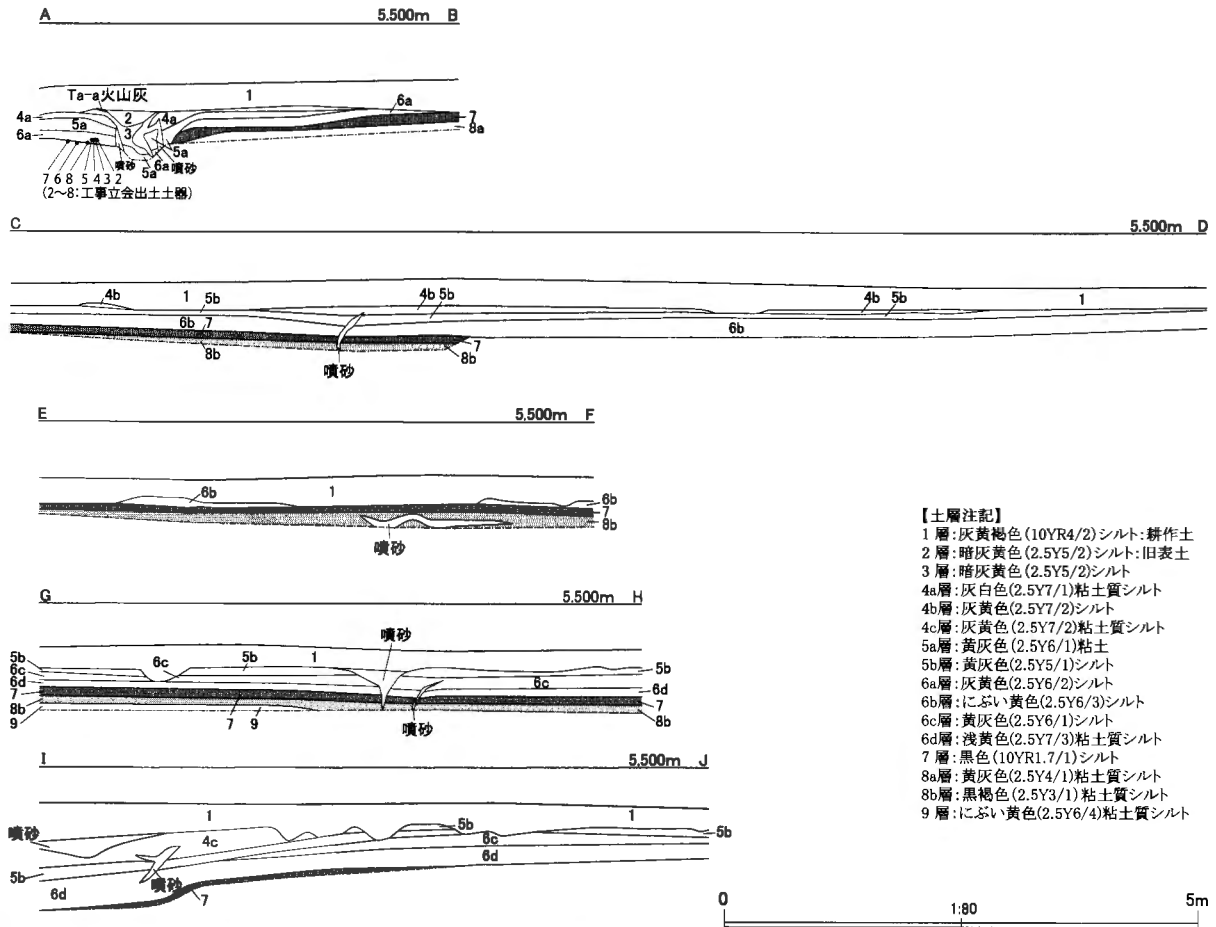 A 5.500m B
Ta-a火山灰
1
6a
4a
2
4a
7
5a
3
8a
6a
5a
噴砂
5a
6a
噴砂
7 6 8 5 4 3 2
(2~8:工事立会出土土器)
C 5.500m D
4b
1
5b
4b 5b
4b 5b
1
6b
7
6b
8b
7
8b
噴砂
E 5.500m F
6b
1
6b
7
8b
噴砂
G 5.500m H
噴砂
5b
6c
5b
1
5b
6c
6d
6c
6d
7
8b
7
9
7
8b
9
噴砂
I 5.500m J
1
5b
1
噴砂
4c
5b
6c
6d
5b
噴砂
6d
7
【土層注記】
1 層:灰黄褐色(10YR4/2)シルト:耕作土
2 層:暗灰黄色(2.5Y5/2)シルト:旧表土
3 層:暗灰黄色(2.5Y5/2)シルト
4a層:灰白色(2.5Y7/1)粘土質シルト
4b層:灰黄色(2.5Y7/2)シルト
4c層:灰黄色(2.5Y7/2)粘土質シルト
5a層:黄灰色(2.5Y6/1)粘土
5b層:黄灰色(2.5Y5/1)シルト
6a層:灰黄色(2.5Y6/2)シルト
6b層:にぶい黄色(2.5Y6/3)シルト
6c層:黄灰色(2.5Y6/1)シルト
6d層:浅黄色(2.5Y7/3)粘土質シルト
7 層:黒色(10YR1.7/1)シルト
8a層:黄灰色(2.5Y4/1)粘土質シルト
8b層:黒褐色(2.5Y3/1)粘土質シルト
9 層:にぶい黄色(2.5Y6/4)粘土質シルト
0 1:80 5m